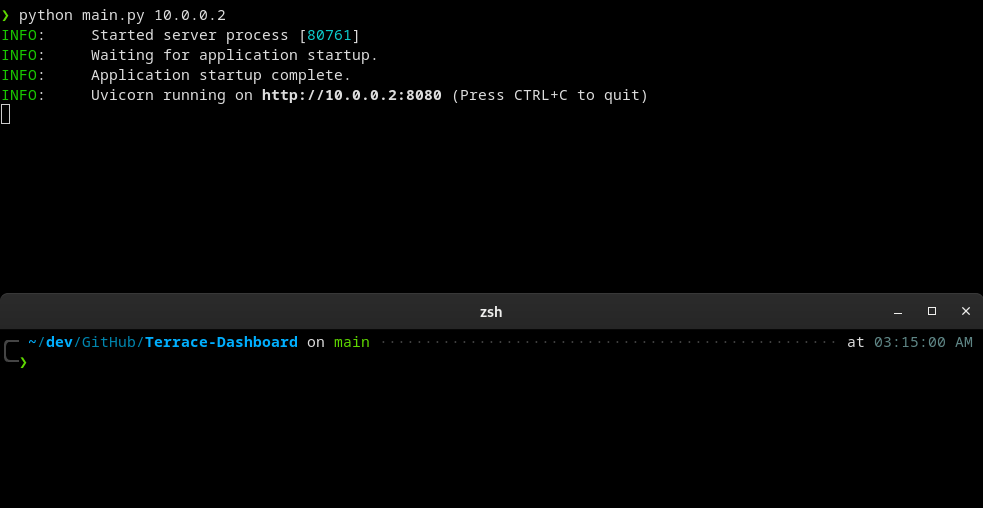 ❯ python main.py 10.0.0.2
INFO:     Started server process [80761]
INFO:     Waiting for application startup.
INFO:     Application startup complete.
INFO:     Uvicorn running on http://10.0.0.2:8080 (Press CTRL+C to quit)
zsh
~/dev/GitHub/Terrace-Dashboard on main ··················································· at 03:15:00 AM
❯